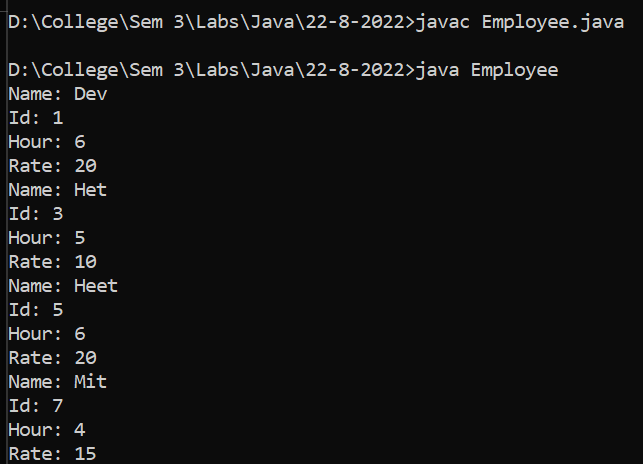 D:\College\Sem 3\Labs\Java\22-8-2022>javac Employee.java
D:\College\Sem 3\Labs\Java\22-8-2022>java Employee
Name: Dev
Id: 1
Hour: 6
Rate: 20
Name: Het
Id: 3
Hour: 5
Rate: 10
Name: Heet
Id: 5
Hour: 6
Rate: 20
Name: Mit
Id: 7
Hour: 4
Rate: 15